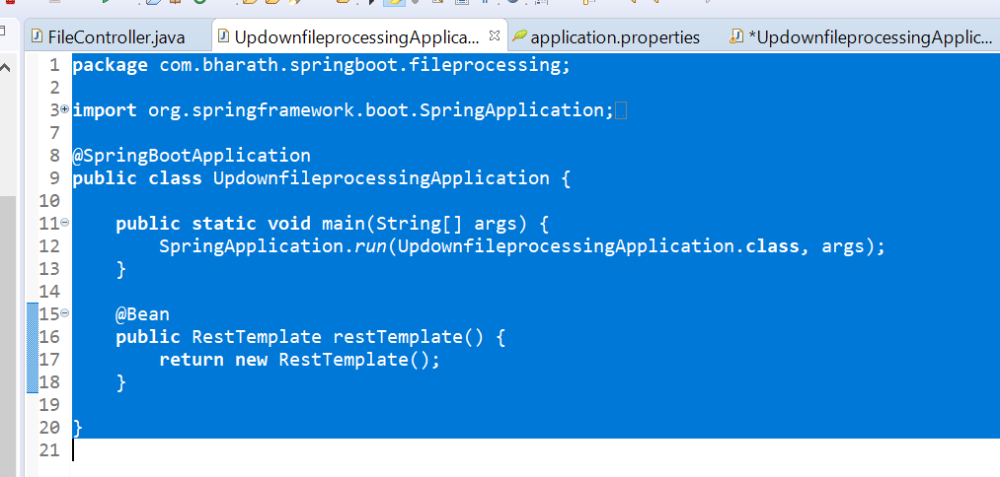 FileController.java
UpdownfileprocessingApplica...
application.properties
*UpdownfileprocessingApplic...
1 package com.bharath.springboot.fileprocessing;
2
3 import org.springframework.boot.SpringApplication;
7
8 @SpringBootApplication
9 public class UpdownfileprocessingApplication {
10
11 public static void main(String[] args) {
12 SpringApplication.run(UpdownfileprocessingApplication.class, args);
13 }
14
15 @Bean
16 public RestTemplate restTemplate() {
17 return new RestTemplate();
18 }
19
20 }
21